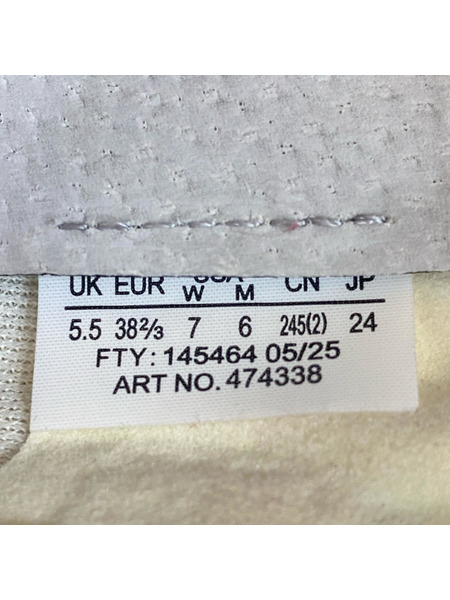 UK EUR USA CN JP
W M
5.5 38⅔ 7 6 245(2) 24
FTY: 145464 05/25
ART NO. 474338